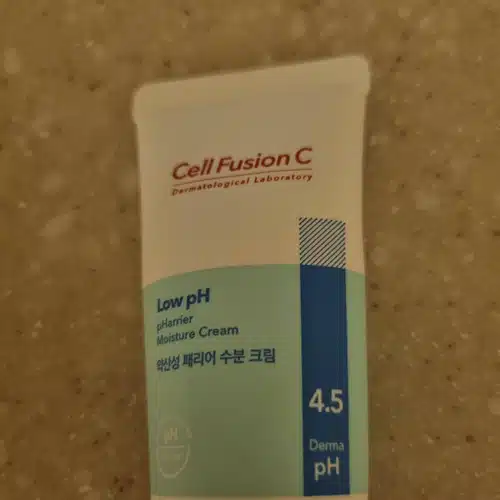 Cell Fusion C
Dermatological Laboratory
Low pH
pHarrier
Moisture Cream
약산성 패리어 수분 크림
4.5
Derma
pH
pH